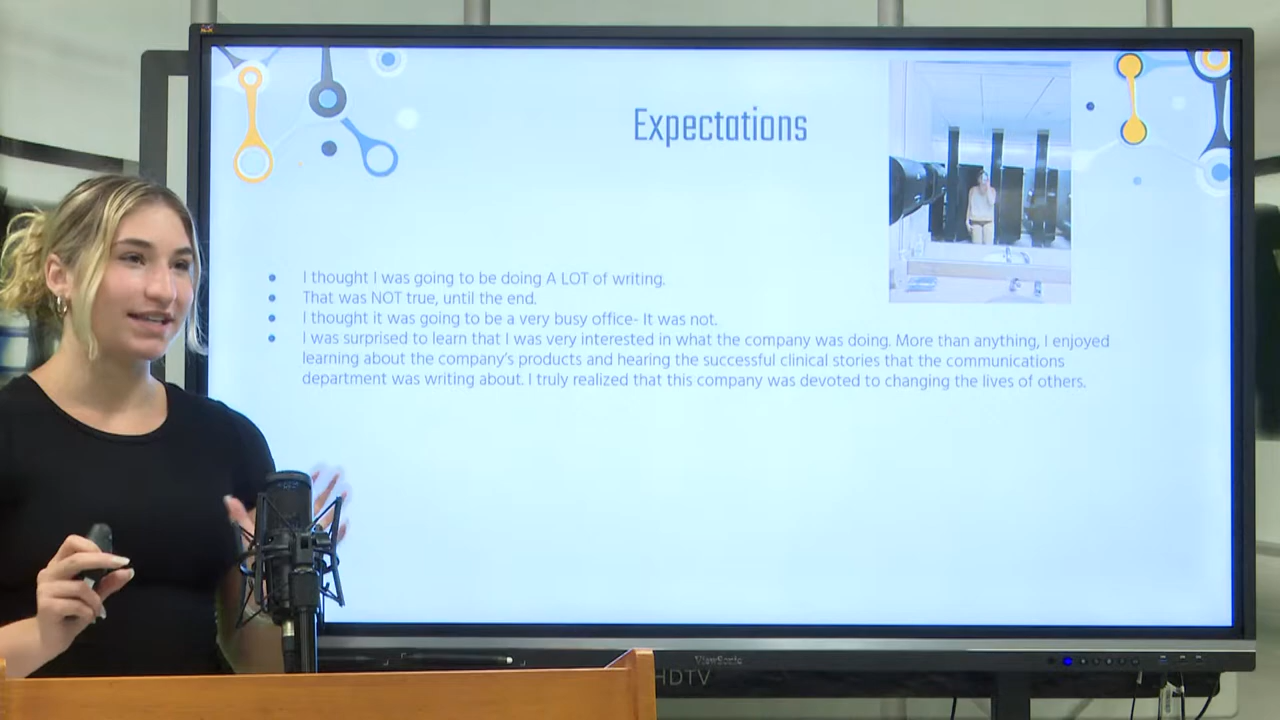 Expectations
I thought I was going to be doing A LOT of writing.
That was NOT true, until the end.
I thought it was going to be a very busy office- It was not.
I was surprised to learn that I was very interested in what the company was doing. More than anything, I enjoyed
learning about the company's products and hearing the successful clinical stories that the communications
department was writing about. I truly realized that this company was devoted to changing the lives of others.
ViewSonic
HDTV